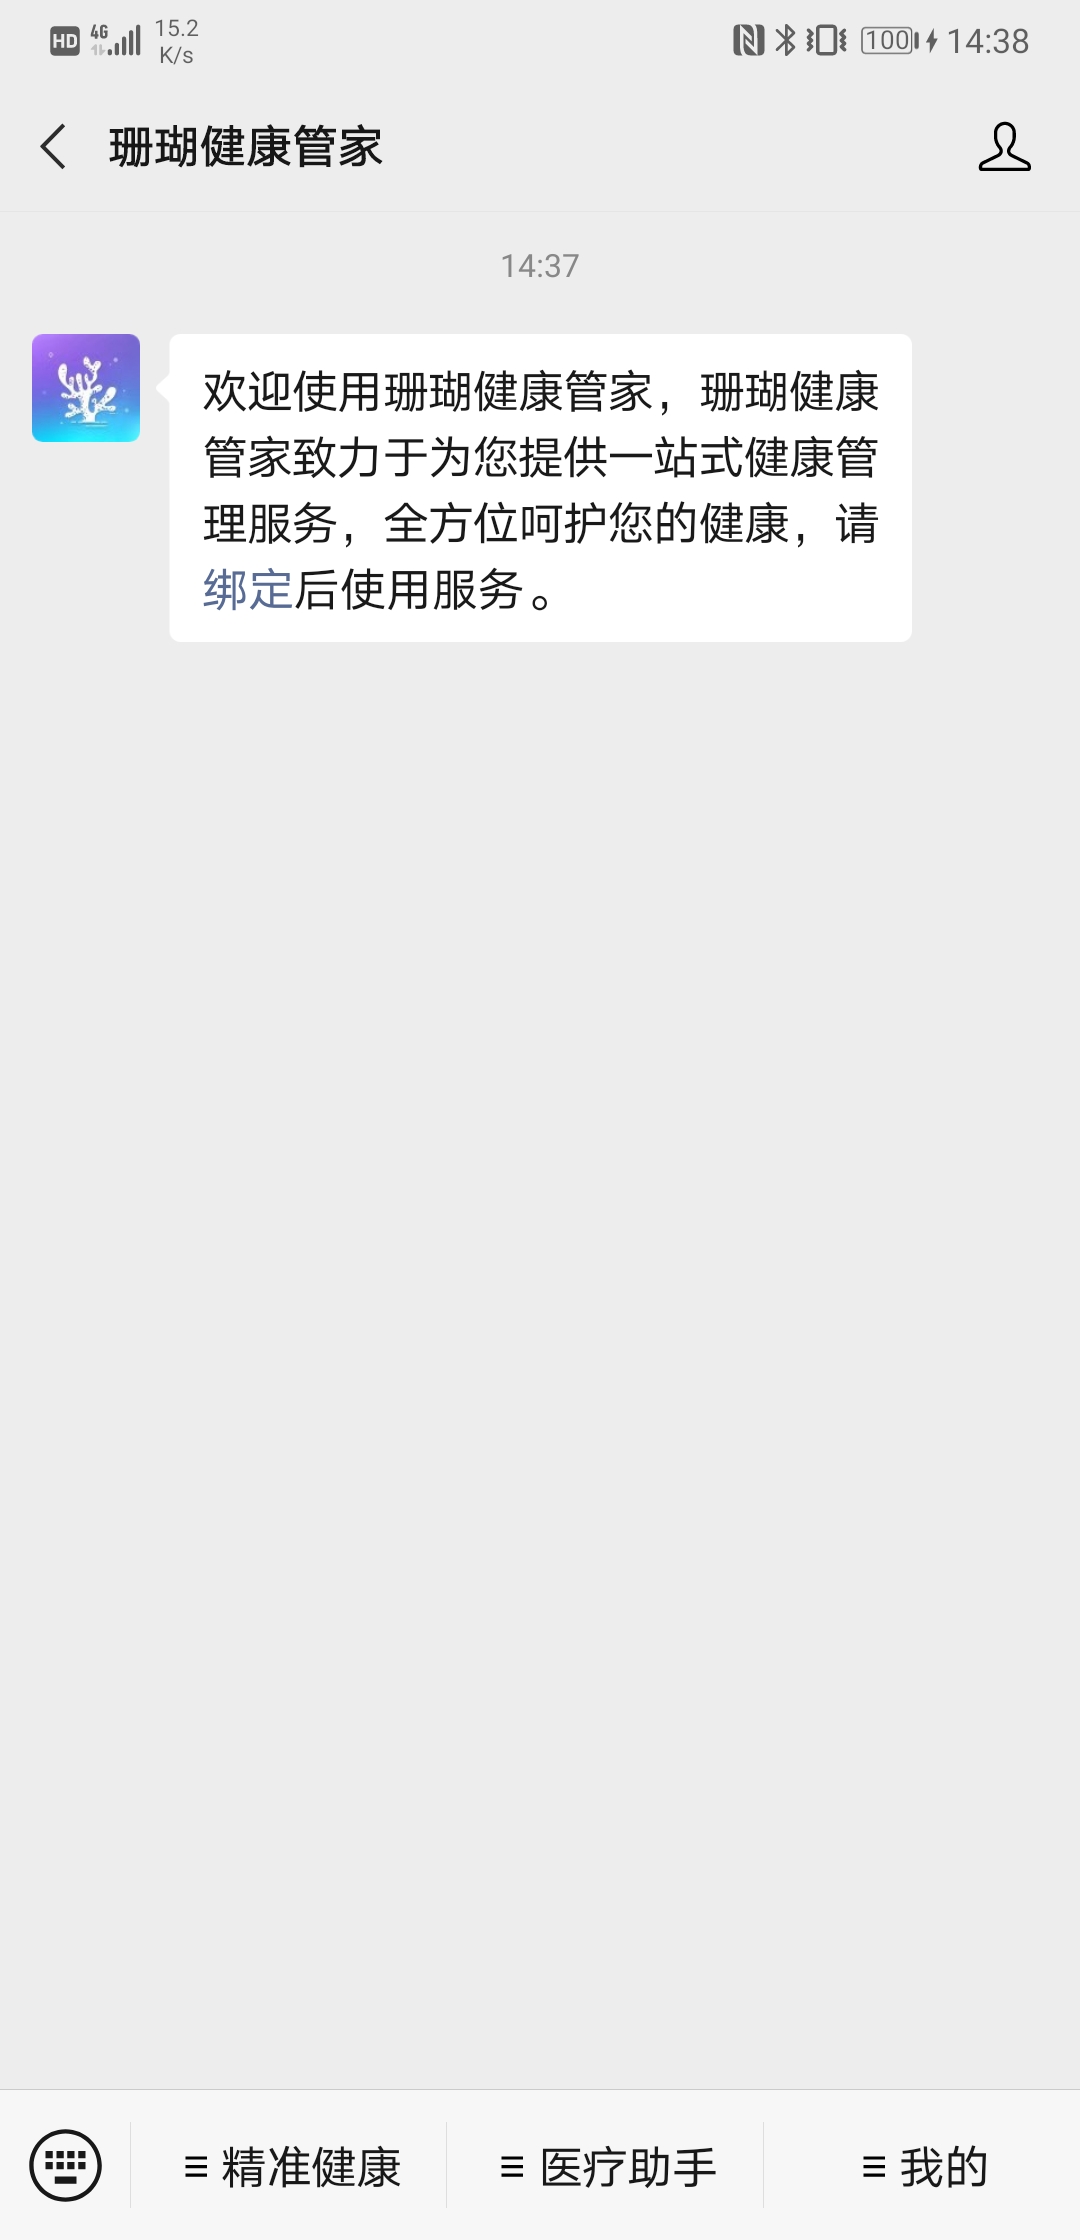 HD 4G 15.2 K/s 100 14:38
珊瑚健康管家
14:37
欢迎使用珊瑚健康管家，珊瑚健康
管家致力于为您提供一站式健康管
理服务，全方位呵护您的健康，请
绑定后使用服务。
精准健康 医疗助手 我的